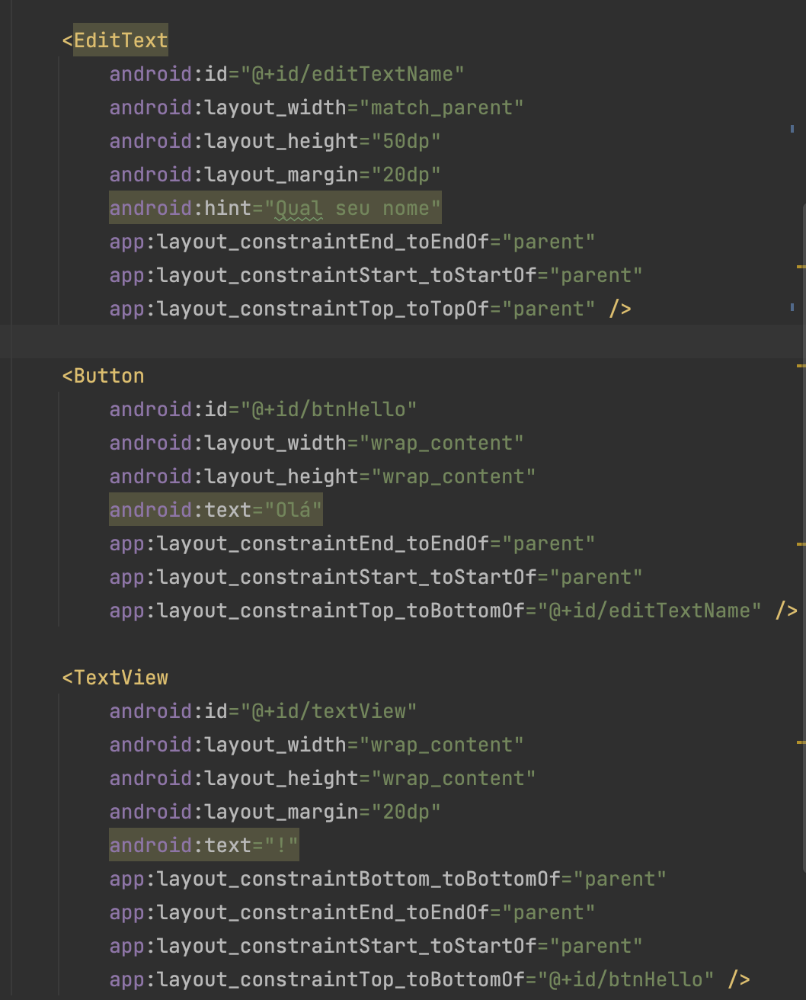 <EditText
android:id="@+id/editTextName"
android:layout_width="match_parent"
android:layout_height="50dp"
android:layout_margin="20dp"
android:hint="Qual seu nome"
app:layout_constraintEnd_toEndOf="parent"
app:layout_constraintStart_toStartOf="parent"
app:layout_constraintTop_toTopOf="parent" />
<Button
android:id="@+id/btnHello"
android:layout_width="wrap_content"
android:layout_height="wrap_content"
android:text="Olá"
app:layout_constraintEnd_toEndOf="parent"
app:layout_constraintStart_toStartOf="parent"
app:layout_constraintTop_toBottomOf="@+id/editTextName" />
<TextView
android:id="@+id/textView"
android:layout_width="wrap_content"
android:layout_height="wrap_content"
android:layout_margin="20dp"
android:text="!"
app:layout_constraintBottom_toBottomOf="parent"
app:layout_constraintEnd_toEndOf="parent"
app:layout_constraintStart_toStartOf="parent"
app:layout_constraintTop_toBottomOf="@+id/btnHello" />